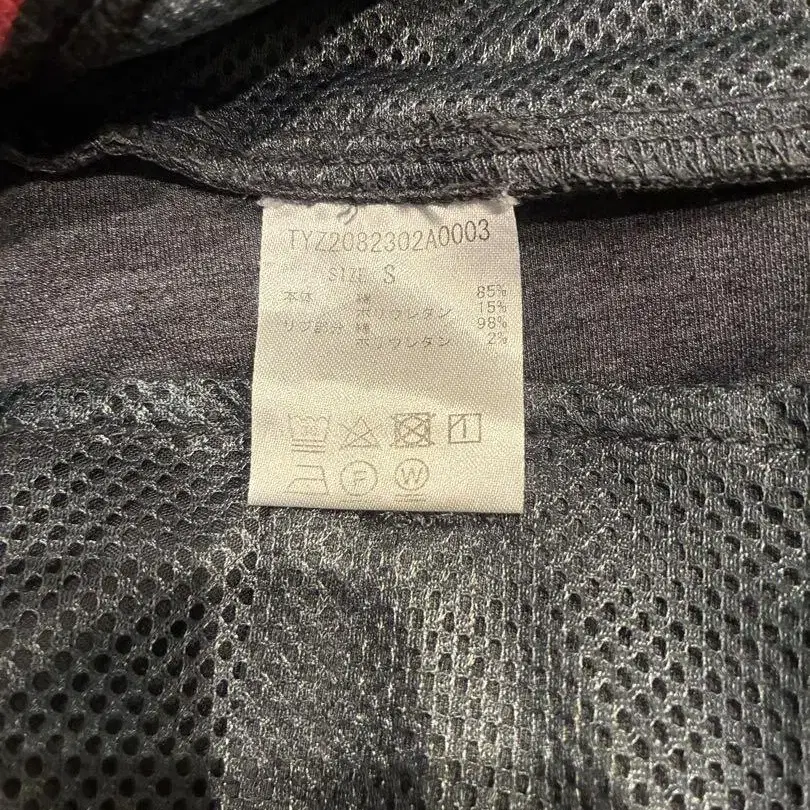 TYZ2082302A0003
SIZE S
本体 綿 85%
ポリウレタン 15%
リブ部分 綿 98%
ポリウレタン 2%
F W